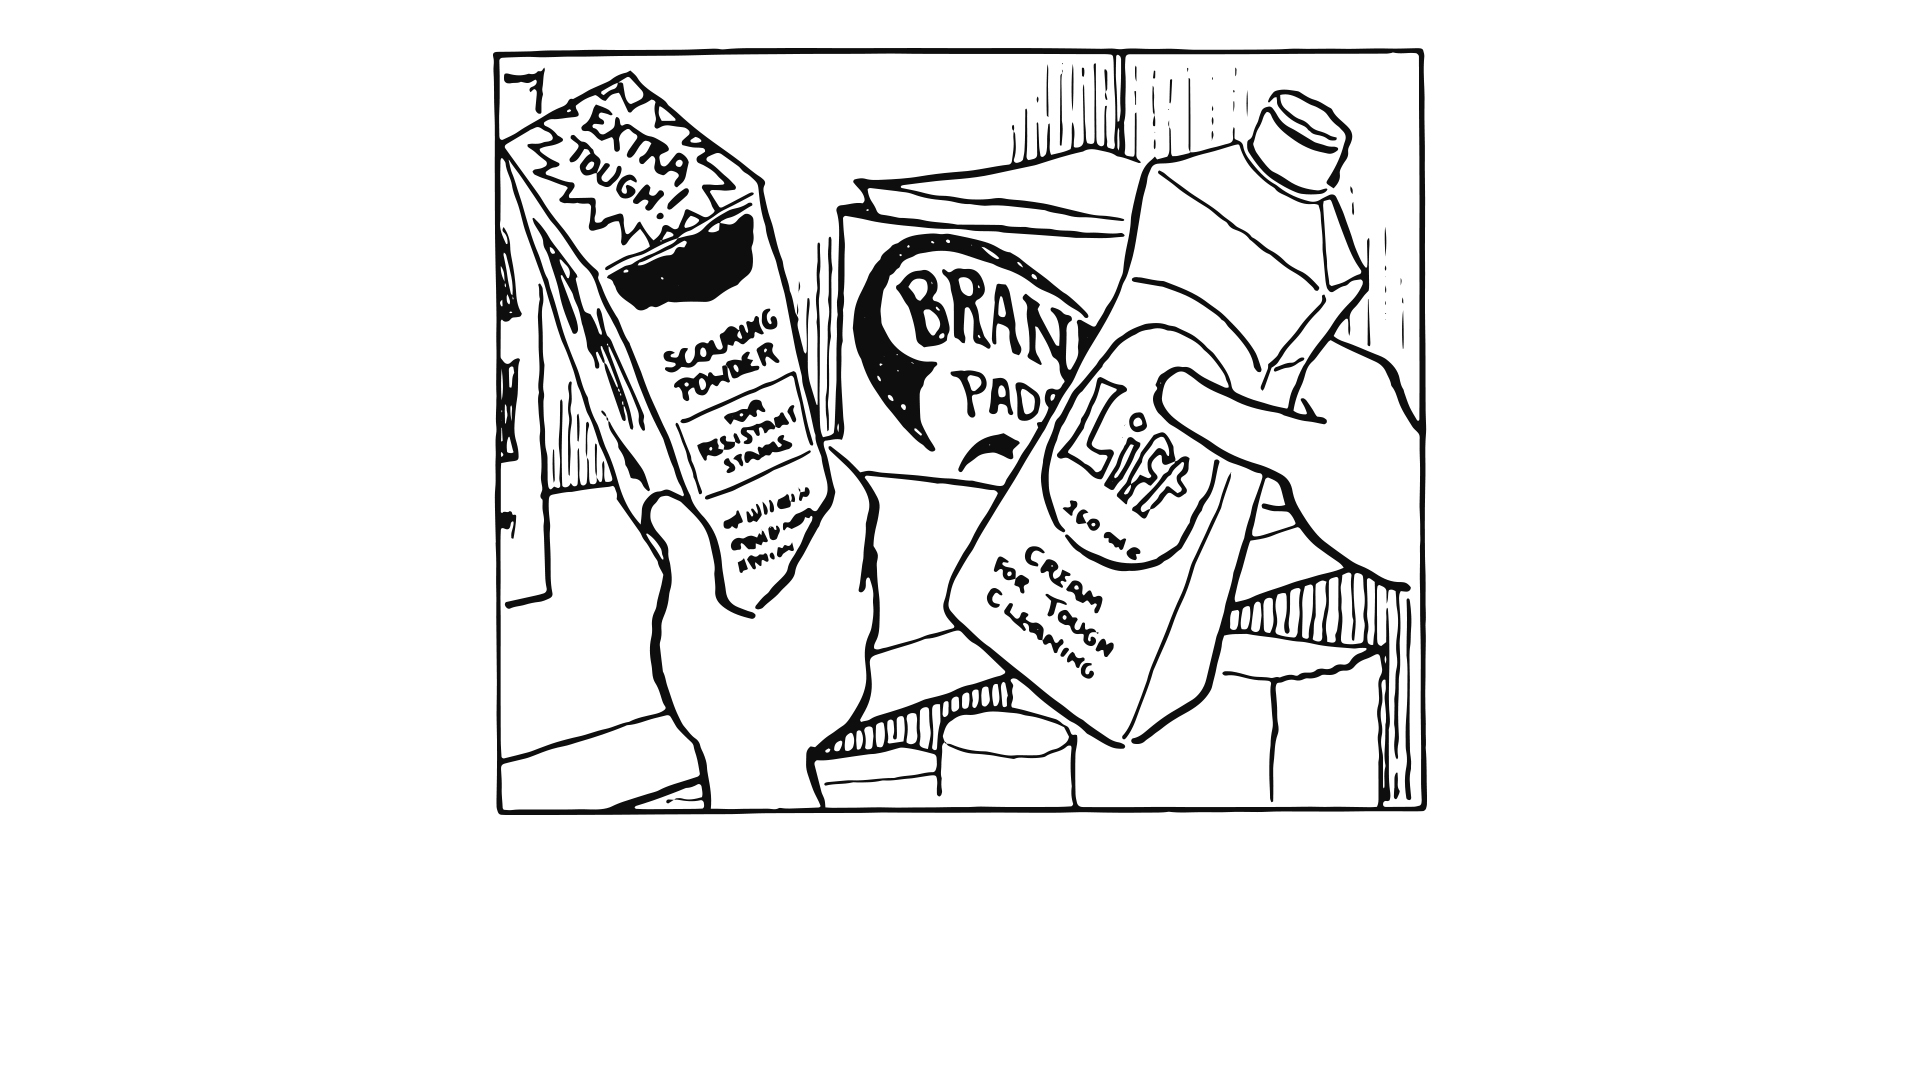 EXTRA
TOUGH!
SCOURING
POWDER
FOR
RESISTANT
STAINS
BRAN
PADS
Lift
CREAM
FOR TOUGH
CLEANING